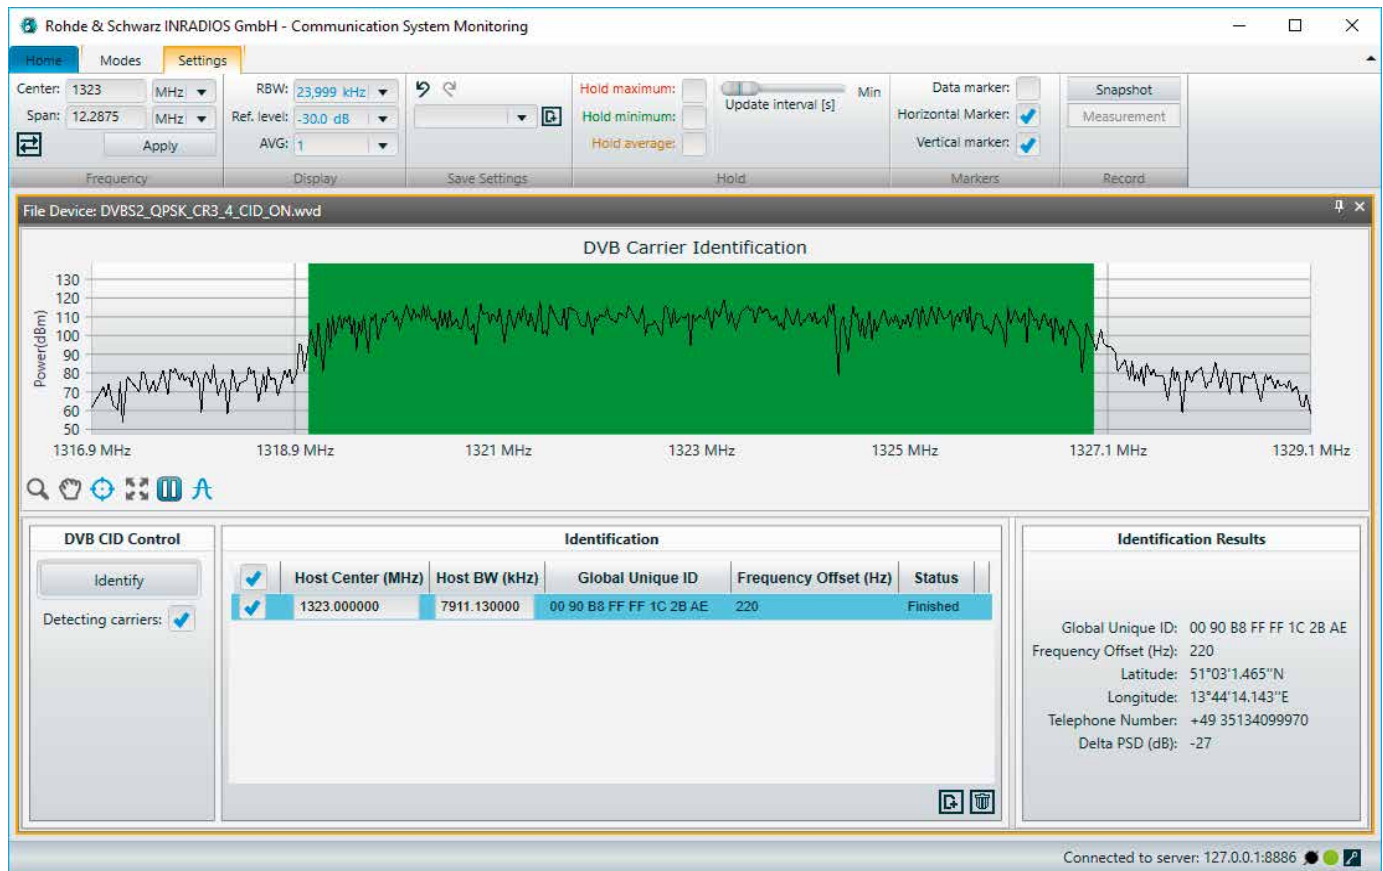 Rohde & Schwarz INRADIOS GmbH - Communication System Monitoring
Home Modes Settings
Center: 1323 MHz RBW: 23,999 kHz Hold maximum: Min Data marker: Snapshot
Update interval [s]
Span: 12.2875 MHz Ref. level: -30.0 dB Hold minimum: Horizontal Marker: Measurement
Apply AVG: 1 Hold average: Vertical marker:
Frequency Display Save Settings Hold Markers Record
File Device: DVBS2_QPSK_CR3_4_CID_ON.wvd
DVB Carrier Identification
Power(dBm)
130
120
110
100
90
80
70
60
50
1316.9 MHz 1318.9 MHz 1321 MHz 1323 MHz 1325 MHz 1327.1 MHz 1329.1 MHz
DVB CID Control
Identify
Detecting carriers:
Identification
Host Center (MHz) Host BW (kHz) Global Unique ID Frequency Offset (Hz) Status
1323.000000 7911.130000 00 90 B8 FF FF 1C 2B AE 220 Finished
Identification Results
Global Unique ID: 00 90 B8 FF FF 1C 2B AE
Frequency Offset (Hz): 220
Latitude: 51°03'1.465''N
Longitude: 13°44'14.143''E
Telephone Number: +49 35134099970
Delta PSD (dB): -27
Connected to server: 127.0.0.1:8886